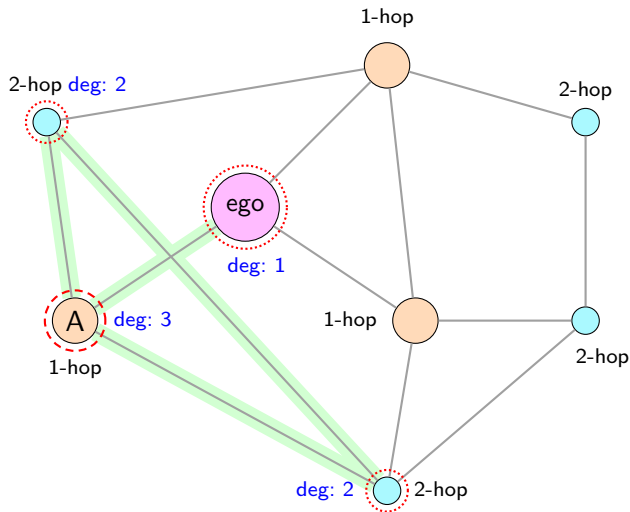 1-hop
2-hop deg: 2
2-hop
ego
deg: 1
A
deg: 3
1-hop
1-hop
2-hop
deg: 2
2-hop